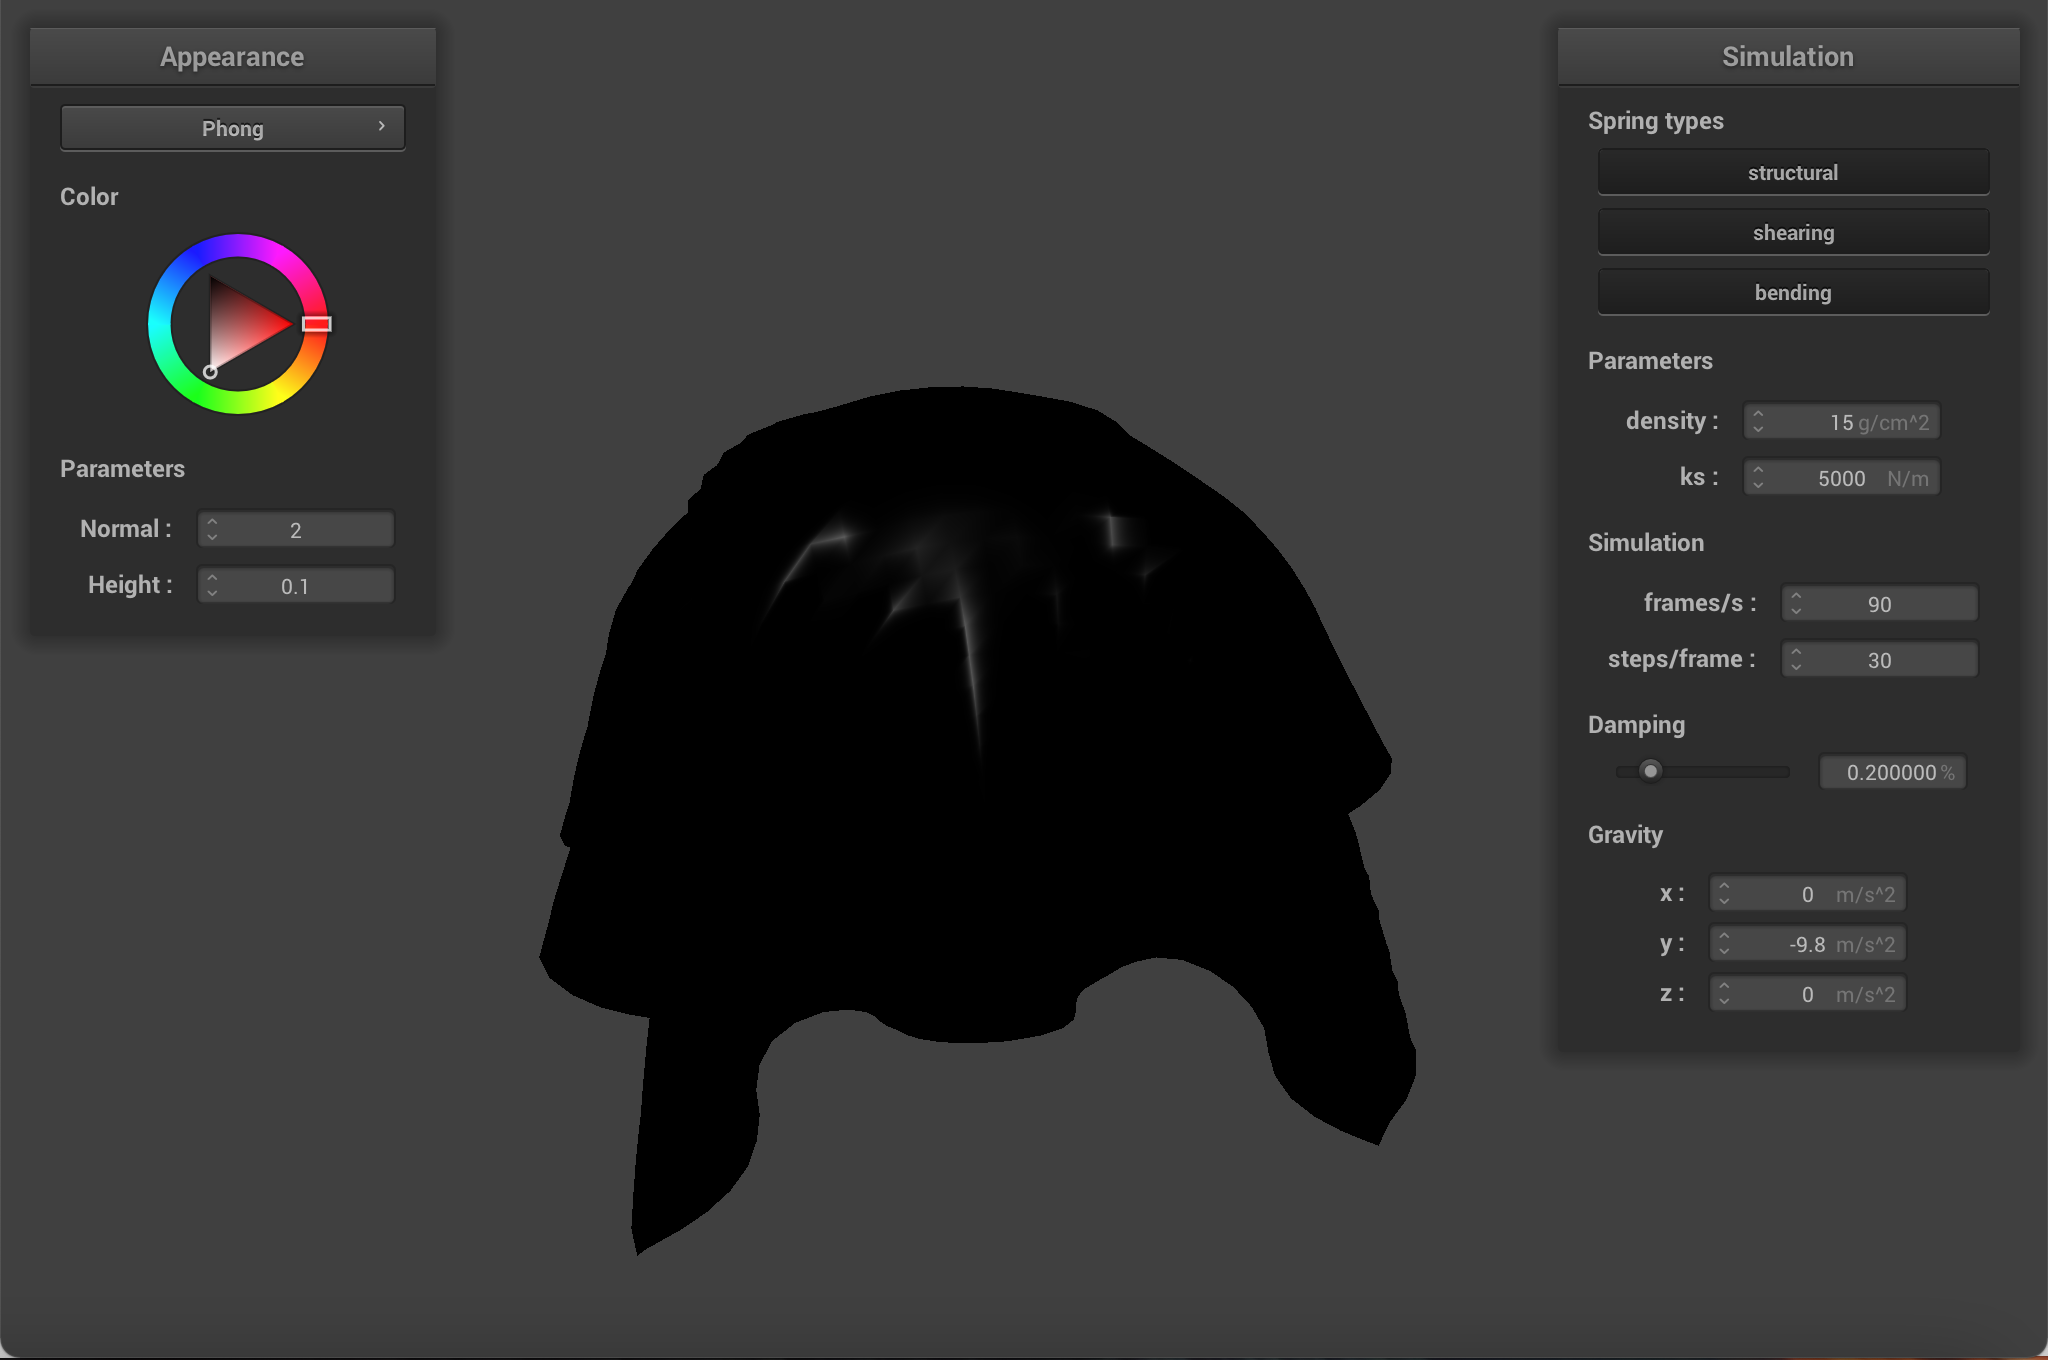 Appearance
Phong
Color
Parameters
Normal : 2
Height : 0.1
Simulation
Spring types
structural
shearing
bending
Parameters
density : 15 g/cm^2
ks : 5000 N/m
Simulation
frames/s : 90
steps/frame : 30
Damping
0.200000 %
Gravity
x : 0 m/s^2
y : -9.8 m/s^2
z : 0 m/s^2